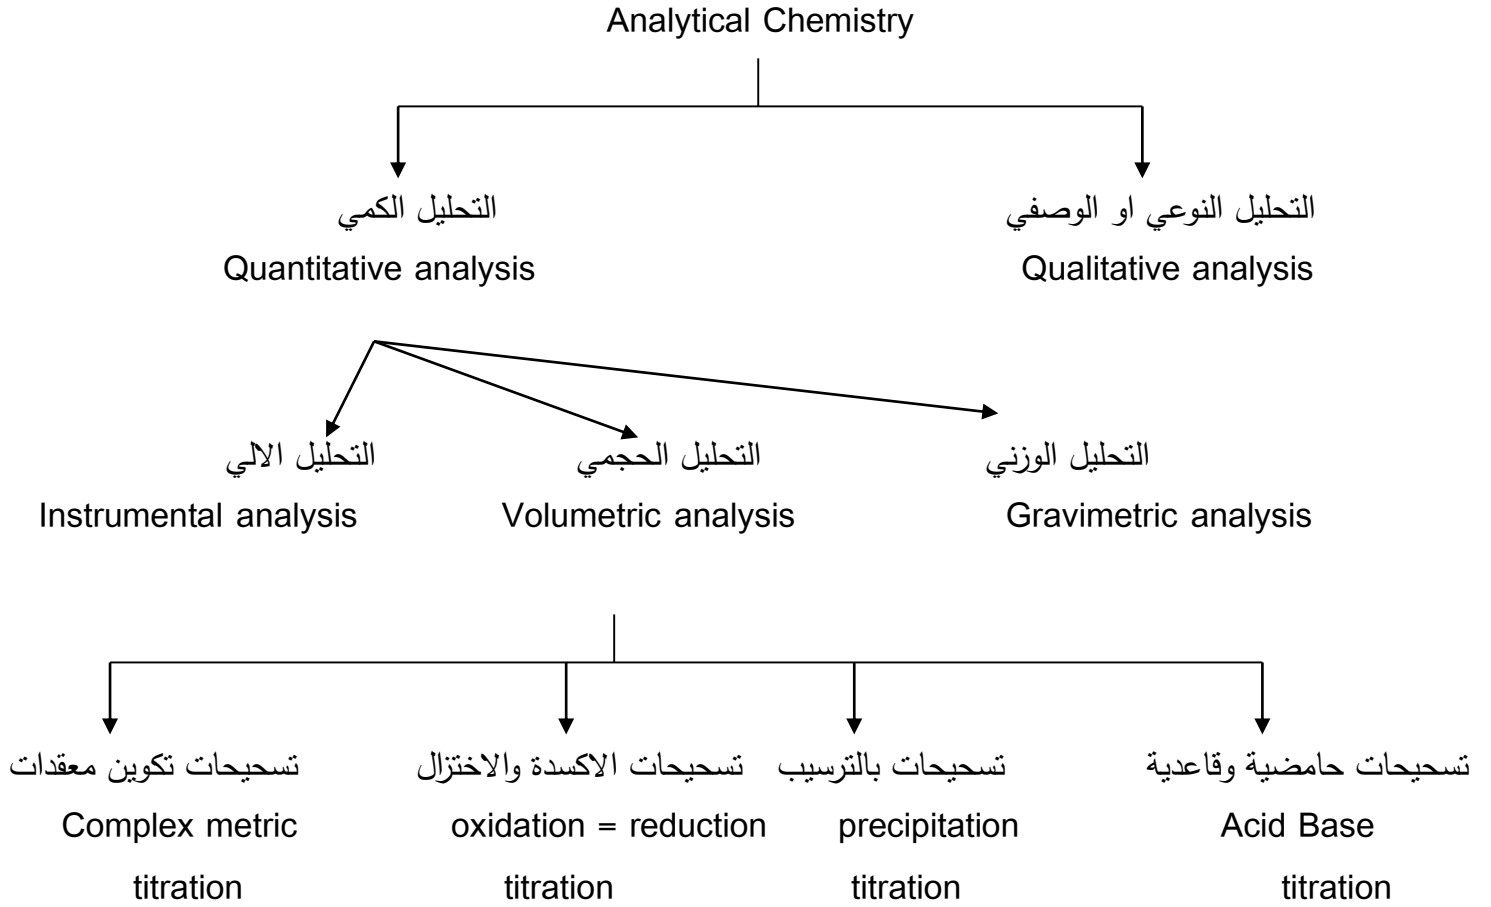 Analytical Chemistry
التحليل النوعي او الوصفي
التحليل الكمي
Qualitative analysis
Quantitative analysis
التحليل الوزني
التحليل الحجمي
التحليل الالي
Gravimetric analysis
Volumetric analysis
Instrumental analysis
تسحيحات حامضية وقاعدية
تسحيحات بالترسيب
تسحيحات الاكسدة والاختزال
تسحيحات تكوين معقدات
Acid Base
precipitation
oxidation = reduction
Complex metric
titration
titration
titration
titration